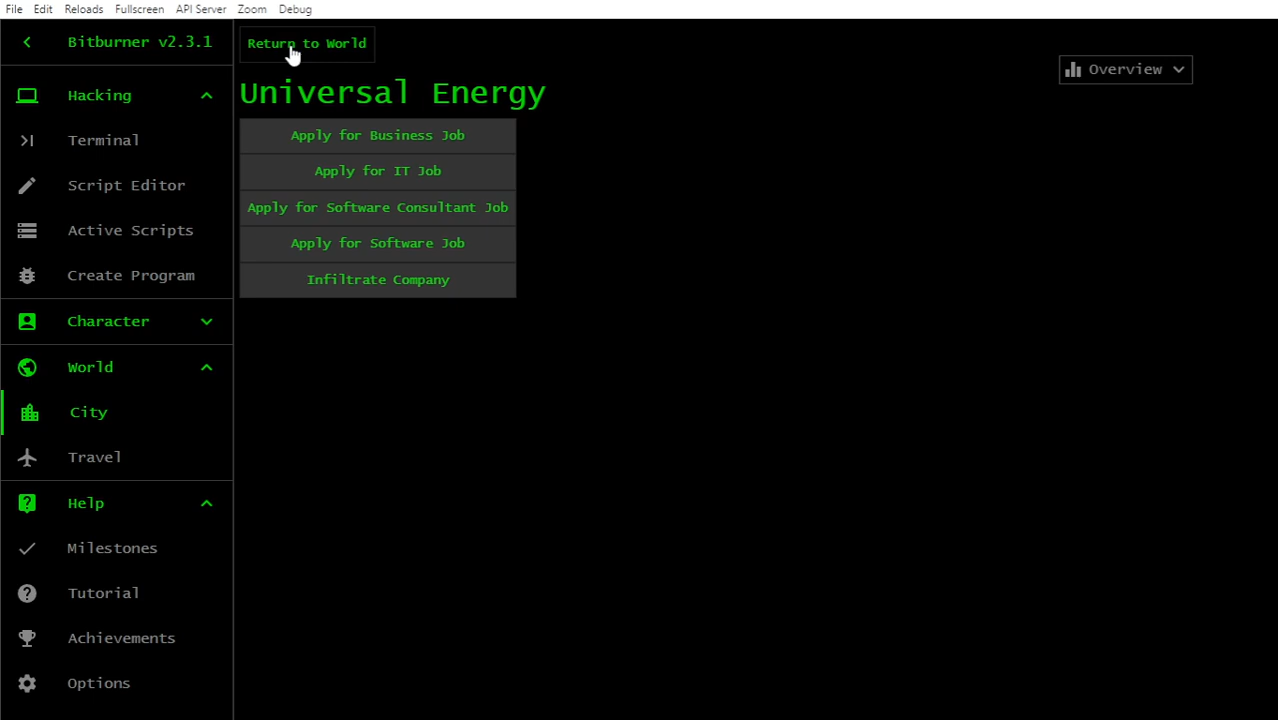 File Edit Reloads Fullscreen API Server Zoom Debug
Bitburner v2.3.1
Hacking
Terminal
Script Editor
Active Scripts
Create Program
Character
World
City
Travel
Help
Milestones
Tutorial
Achievements
Options
Return to World
Universal Energy
Apply for Business Job
Apply for IT Job
Apply for Software Consultant Job
Apply for Software Job
Infiltrate Company
Overview